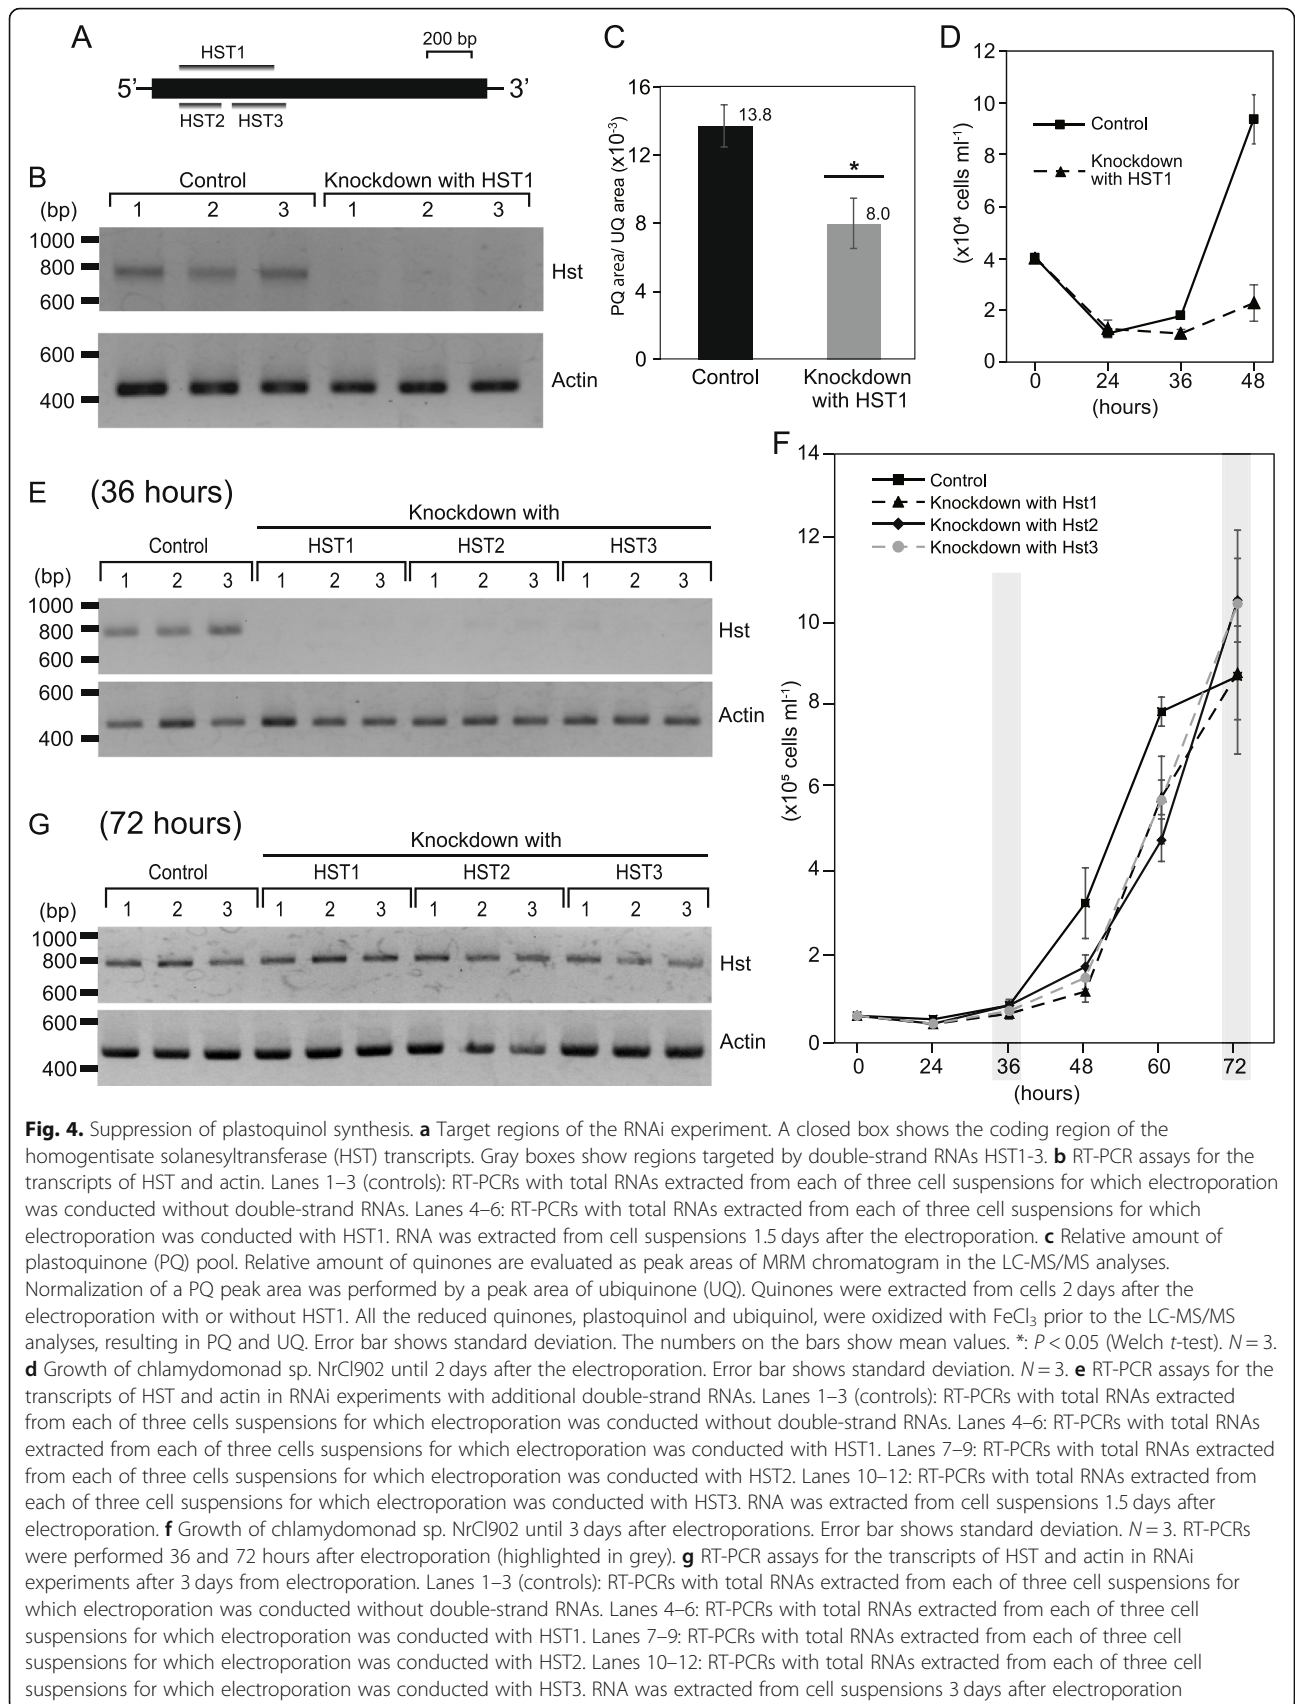 A
HST1
200 bp
5'
3'
HST2 HST3
B
Control Knockdown with HST1
(bp) 1 2 3 1 2 3
1000
800
600
Hst
600
400
Actin
C
PQ area/ UQ area (x10-3)
16
12
8
4
0
13.8
*
8.0
Control Knockdown with HST1
D
(x10⁴ cells ml-1)
12
10
8
6
4
2
0
Control
Knockdown
with HST1
0 24 36 48
(hours)
E (36 hours)
Knockdown with
Control HST1 HST2 HST3
(bp) 1 2 3 1 2 3 1 2 3 1 2 3
1000
800
600
Hst
600
400
Actin
F
(x10⁵ cells ml-1)
14
12
10
8
6
4
2
0
Control
Knockdown with Hst1
Knockdown with Hst2
Knockdown with Hst3
0 24 36 48 60 72
(hours)
G (72 hours)
Knockdown with
Control HST1 HST2 HST3
(bp) 1 2 3 1 2 3 1 2 3 1 2 3
1000
800
600
Hst
600
400
Actin
Fig. 4. Suppression of plastoquinol synthesis. a Target regions of the RNAi experiment. A closed box shows the coding region of the
homogentisate solanesyltransferase (HST) transcripts. Gray boxes show regions targeted by double-strand RNAs HST1-3. b RT-PCR assays for the
transcripts of HST and actin. Lanes 1–3 (controls): RT-PCRs with total RNAs extracted from each of three cell suspensions for which electroporation
was conducted without double-strand RNAs. Lanes 4–6: RT-PCRs with total RNAs extracted from each of three cell suspensions for which
electroporation was conducted with HST1. RNA was extracted from cell suspensions 1.5 days after the electroporation. c Relative amount of
plastoquinone (PQ) pool. Relative amount of quinones are evaluated as peak areas of MRM chromatogram in the LC-MS/MS analyses.
Normalization of a PQ peak area was performed by a peak area of ubiquinone (UQ). Quinones were extracted from cells 2 days after the
electroporation with or without HST1. All the reduced quinones, plastoquinol and ubiquinol, were oxidized with FeCl₃ prior to the LC-MS/MS
analyses, resulting in PQ and UQ. Error bar shows standard deviation. The numbers on the bars show mean values. *: P < 0.05 (Welch t-test). N = 3.
d Growth of chlamydomonad sp. NrCl902 until 2 days after the electroporation. Error bar shows standard deviation. N = 3. e RT-PCR assays for the
transcripts of HST and actin in RNAi experiments with additional double-strand RNAs. Lanes 1–3 (controls): RT-PCRs with total RNAs extracted
from each of three cells suspensions for which electroporation was conducted without double-strand RNAs. Lanes 4–6: RT-PCRs with total RNAs
extracted from each of three cells suspensions for which electroporation was conducted with HST1. Lanes 7–9: RT-PCRs with total RNAs extracted
from each of three cells suspensions for which electroporation was conducted with HST2. Lanes 10–12: RT-PCRs with total RNAs extracted from
each of three cell suspensions for which electroporation was conducted with HST3. RNA was extracted from cell suspensions 1.5 days after
electroporation. f Growth of chlamydomonad sp. NrCl902 until 3 days after electroporations. Error bar shows standard deviation. N = 3. RT-PCRs
were performed 36 and 72 hours after electroporation (highlighted in grey). g RT-PCR assays for the transcripts of HST and actin in RNAi
experiments after 3 days from electroporation. Lanes 1–3 (controls): RT-PCRs with total RNAs extracted from each of three cell suspensions for
which electroporation was conducted without double-strand RNAs. Lanes 4–6: RT-PCRs with total RNAs extracted from each of three cell
suspensions for which electroporation was conducted with HST1. Lanes 7–9: RT-PCRs with total RNAs extracted from each of three cell
suspensions for which electroporation was conducted with HST2. Lanes 10–12: RT-PCRs with total RNAs extracted from each of three cell
suspensions for which electroporation was conducted with HST3. RNA was extracted from cell suspensions 3 days after electroporation